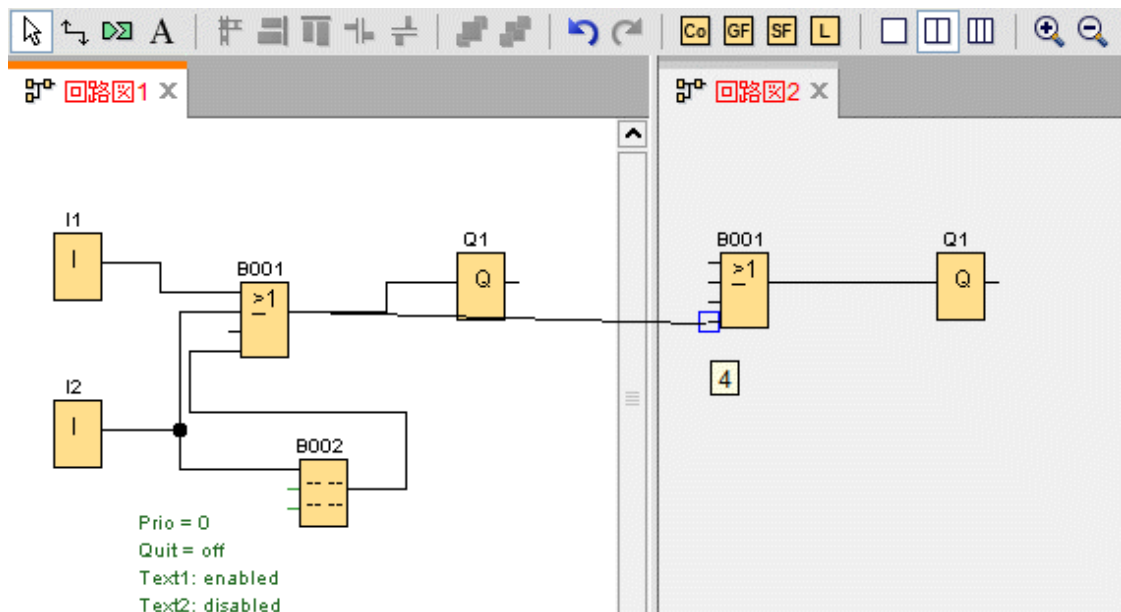 A Co GF SF L
回路図1 回路図2
I1
I
B001
≥1
Q1
Q
B001
≥1
Q1
Q
4
I2
I
B002
Prio = 0
Quit = off
Text1: enabled
Text2: disabled